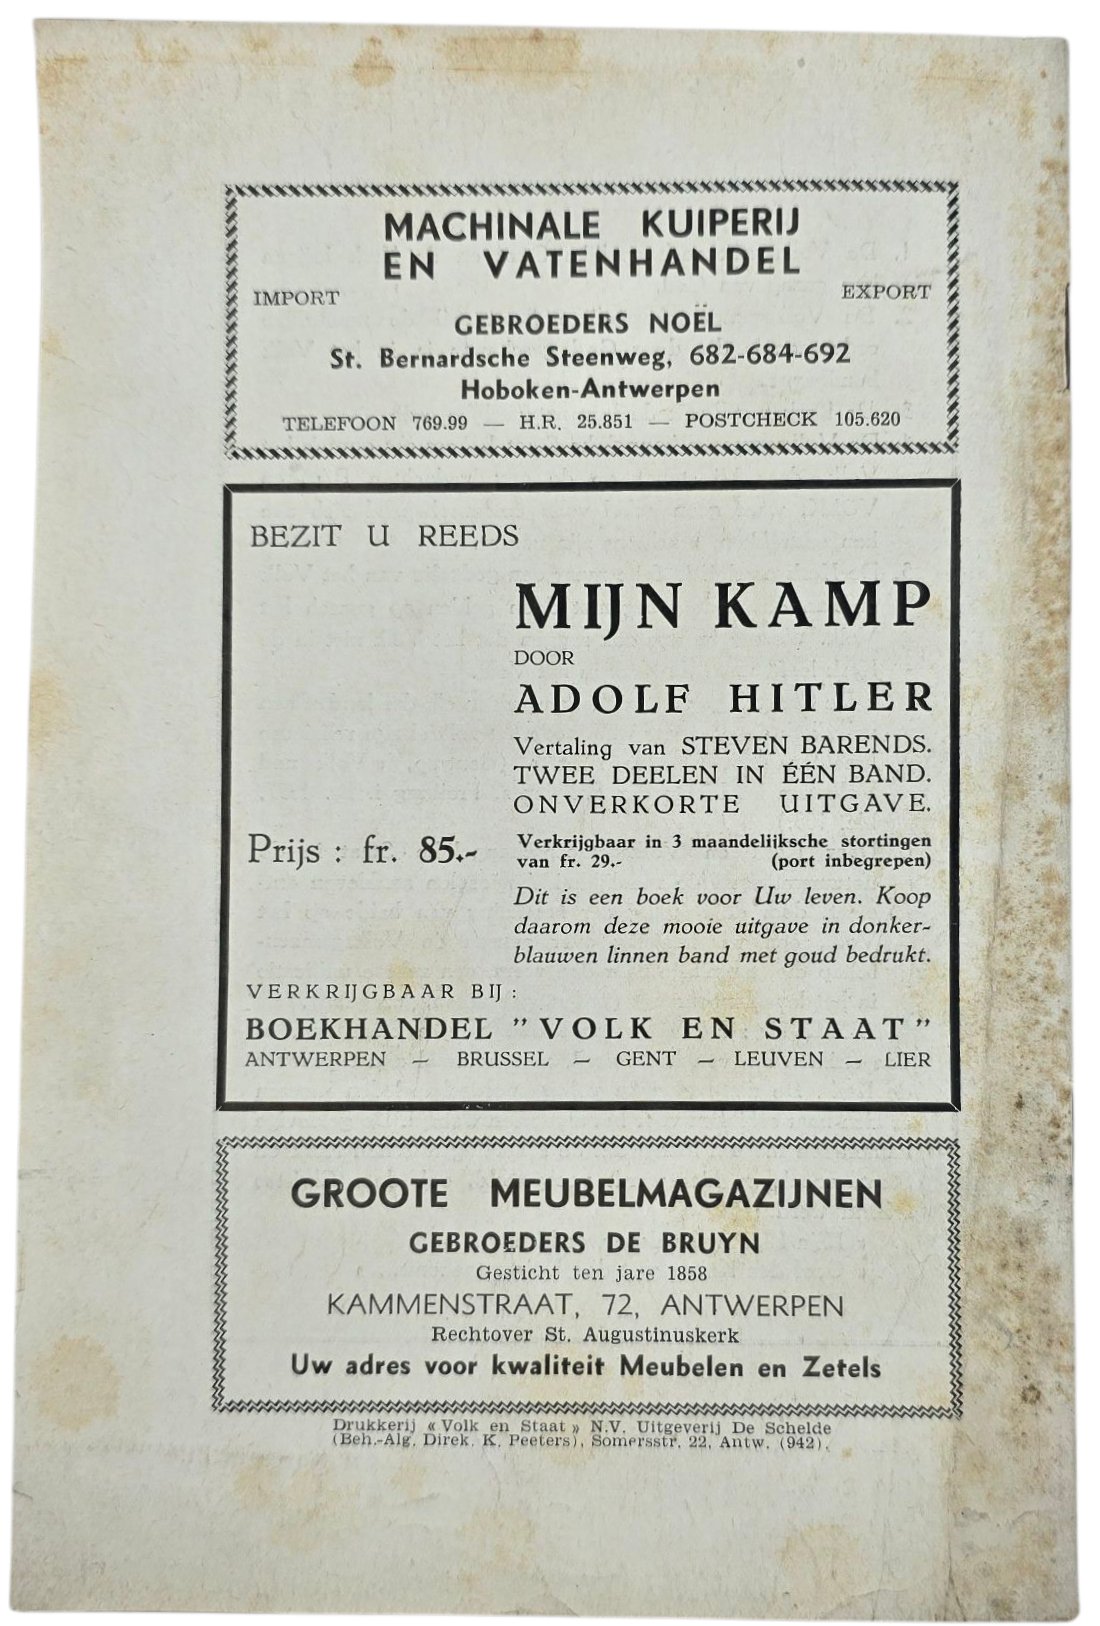 MACHINALE KUIPERIJ
EN VATENHANDEL
IMPORT EXPORT
GEBROEDERS NOËL
St. Bernardsche Steenweg, 682-684-692
Hoboken-Antwerpen
TELEFOON 769.99 — H.R. 25.851 — POSTCHECK 105.620
BEZIT U REEDS
MIJN KAMP
DOOR
ADOLF HITLER
Vertaling van STEVEN BARENDS.
TWEE DEELEN IN ÉÉN BAND.
ONVERKORTE UITGAVE.
Prijs : fr. 85.-
Verkrijgbaar in 3 maandelijksche stortingen
van fr. 29.- (port inbegrepen)
Dit is een boek voor Uw leven. Koop
daarom deze mooie uitgave in donker-
blauwen linnen band met goud bedrukt.
VERKRIJGBAAR BIJ :
BOEKHANDEL "VOLK EN STAAT"
ANTWERPEN — BRUSSEL — GENT — LEUVEN — LIER
GROOTE MEUBELMAGAZIJNEN
GEBROEDERS DE BRUYN
Gesticht ten jare 1858
KAMMENSTRAAT, 72, ANTWERPEN
Rechtover St. Augustinuskerk
Uw adres voor kwaliteit Meubelen en Zetels
Drukkerij « Volk en Staat » N.V. Uitgeverij De Schelde
(Beh.-Alg. Direk. K. Peeters), Somersstr. 22, Antw. (942).